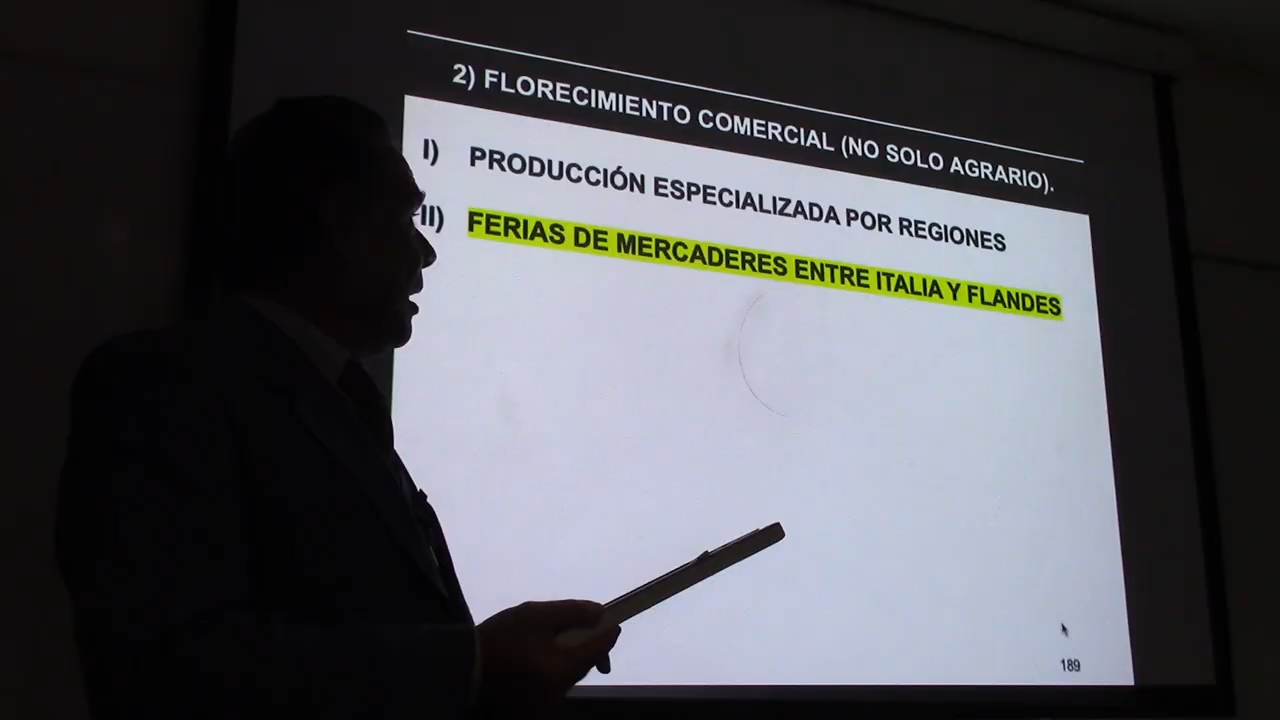 2) FLORECIMIENTO COMERCIAL (NO SOLO AGRARIO).
I) PRODUCCIÓN ESPECIALIZADA POR REGIONES
II) FERIAS DE MERCADERES ENTRE ITALIA Y FLANDES
189